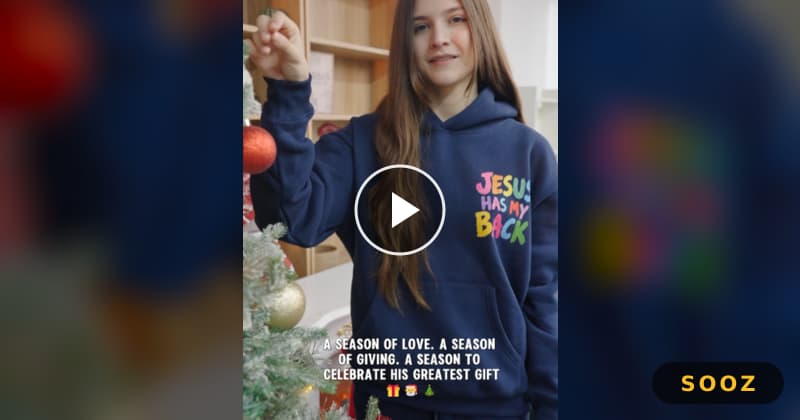 JESUS
HAS MY
BACK
A SEASON OF LOVE. A SEASON
OF GIVING. A SEASON TO
CELEBRATE HIS GREATEST GIFT
🎁 🎅 🎄
SOOZ